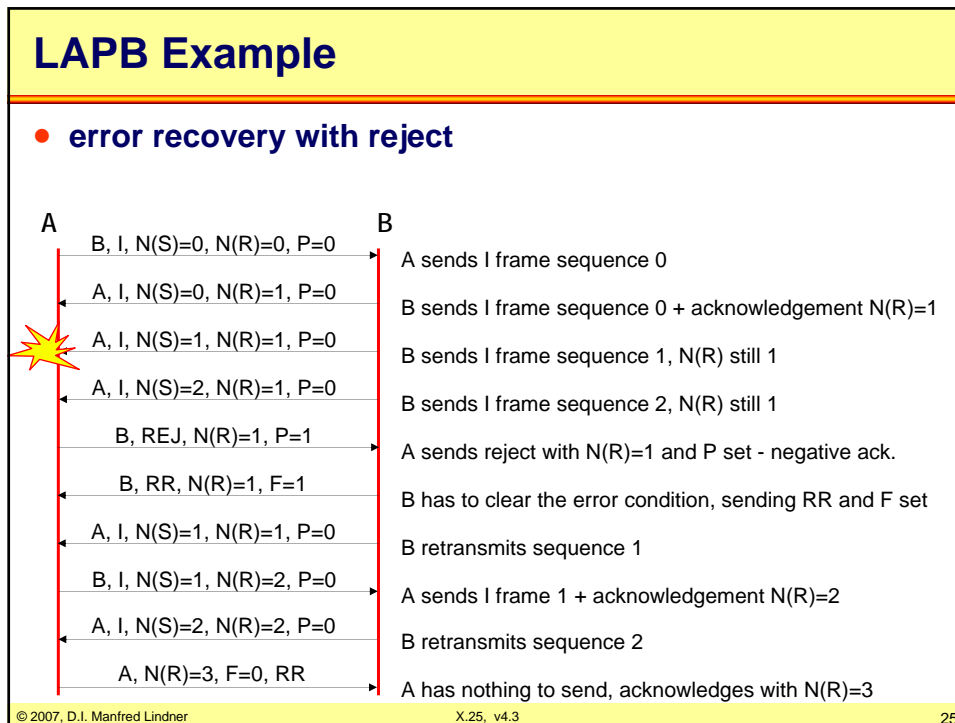 LAPB Example
• error recovery with reject
A B
B, I, N(S)=0, N(R)=0, P=0
A sends I frame sequence 0
A, I, N(S)=0, N(R)=1, P=0
B sends I frame sequence 0 + acknowledgement N(R)=1
A, I, N(S)=1, N(R)=1, P=0
B sends I frame sequence 1, N(R) still 1
A, I, N(S)=2, N(R)=1, P=0
B sends I frame sequence 2, N(R) still 1
B, REJ, N(R)=1, P=1
A sends reject with N(R)=1 and P set - negative ack.
B, RR, N(R)=1, F=1
B has to clear the error condition, sending RR and F set
A, I, N(S)=1, N(R)=1, P=0
B retransmits sequence 1
B, I, N(S)=1, N(R)=2, P=0
A sends I frame 1 + acknowledgement N(R)=2
A, I, N(S)=2, N(R)=2, P=0
B retransmits sequence 2
A, N(R)=3, F=0, RR
A has nothing to send, acknowledges with N(R)=3
© 2007, D.I. Manfred Lindner X.25, v4.3 25